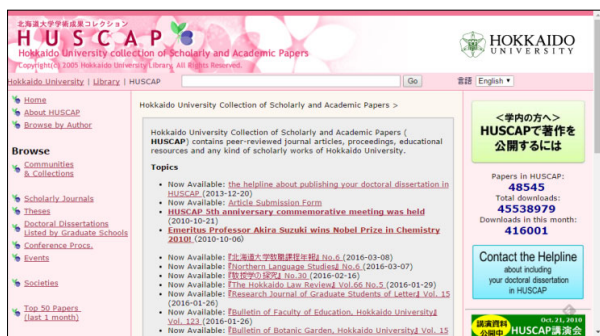 北海道大学学術成果コレクション
HUSCAP
Hokkaido University collection of Scholarly and Academic Papers
Copyright(c) 2005 Hokkaido University Library. All Rights Reserved.
HOKKAIDO
UNIVERSITY
Hokkaido University | Library | HUSCAP
Go
言語 English
Home
About HUSCAP
Browse by Author
Browse
Communities
& Collections
Scholarly Journals
Theses
Doctoral Dissertations
Listed by Graduate Schools
Conference Procs.
Events
Societies
Top 50 Papers
(last 1 month)
Hokkaido University Collection of Scholarly and Academic Papers >
Hokkaido University Collection of Scholarly and Academic Papers (
HUSCAP) contains peer-reviewed journal articles, proceedings, educational
resources and any kind of scholarly works of Hokkaido University.
Topics
Now Available: the helpline about publishing your doctoral dissertation in
HUSCAP (2013-12-20)
Now Available: Article Submission Form
HUSCAP 5th anniversary commemorative meeting was held
(2010-10-21)
Emeritus Professor Akira Suzuki wins Nobel Prize in Chemistry
2010! (2010-10-06)
Now Available: 『北海道大学教職課程年報』 No.6 (2016-03-08)
Now Available: 『Northern Language Studies』 No.6 (2016-03-07)
Now Available: 『教授学の探究』 No.30 (2016-02-16)
Now Available: 『The Hokkaido Law Review』 Vol.66 No.5 (2016-01-29)
Now Available: 『Research Journal of Graduate Students of Letter』 Vol. 15
(2016-01-26)
Now Available: 『Bulletin of Faculty of Education, Hokkaido University』
Vol. 123 (2016-01-26)
Now Available: 『Bulletin of Botanic Garden, Hokkaido University』 Vol. 15
<学内の方へ>
HUSCAPで著作を
公開するには
Papers in HUSCAP:
48545
Total downloads:
45538979
Downloads in this month:
416001
Contact the Helpline
about including
your doctoral dissertation
in HUSCAP
講演資料
公開中
Oct. 21, 2010
HUSCAP講演会